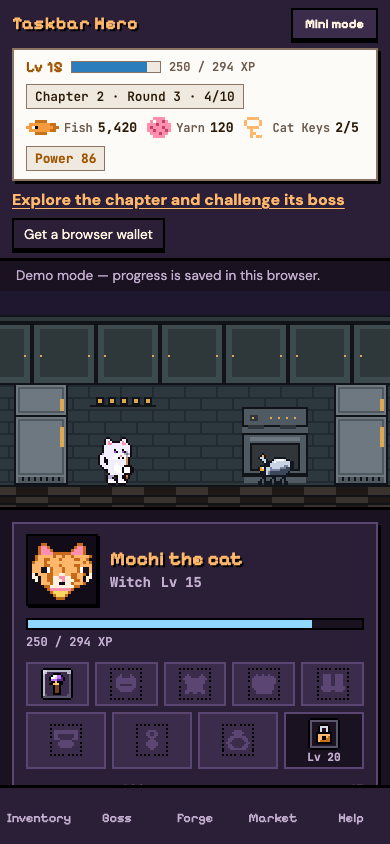 Taskbar Hero
Mini mode
Lv 18 250 / 294 XP
Chapter 2 · Round 3 · 4/10
Fish 5,420 Yarn 120 Cat Keys 2/5
Power 86
Explore the chapter and challenge its boss
Get a browser wallet
Demo mode — progress is saved in this browser.
Mochi the cat
Witch Lv 15
250 / 294 XP
Lv 20
Inventory Boss Forge Market Help